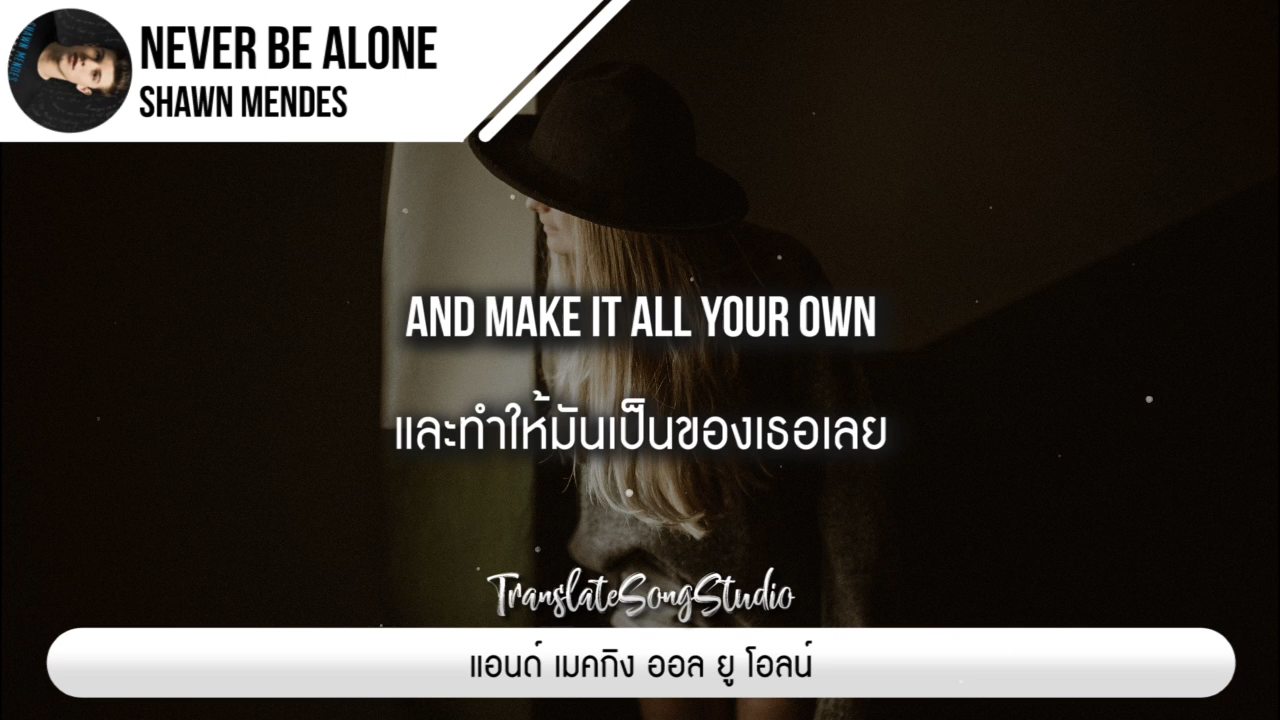 NEVER BE ALONE
SHAWN MENDES
AND MAKE IT ALL YOUR OWN
และทำให้มันเป็นของเธอเลย
TranslateSongStudio
แอนด์ เมคกิง ออล ยู โอลน์